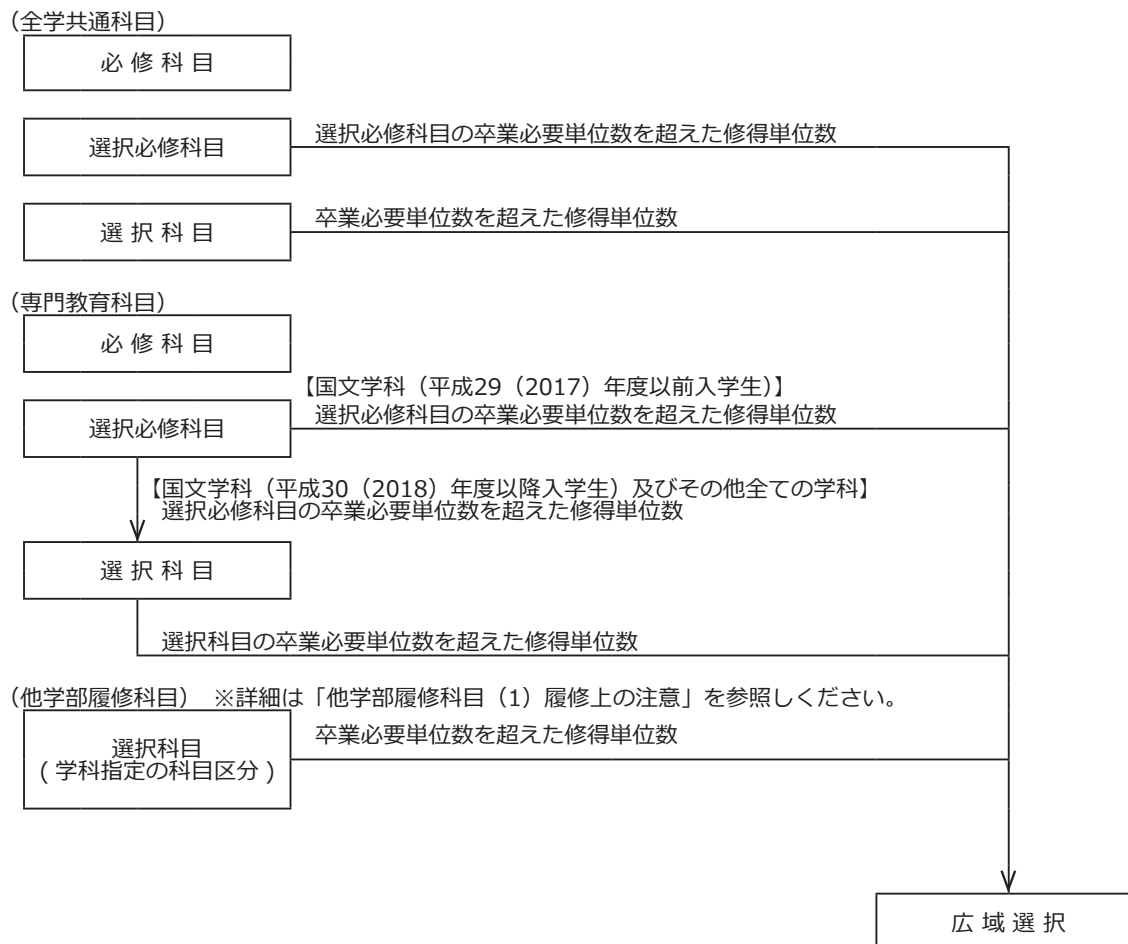 （全学共通科目）
必 修 科 目
選択必修科目
選択必修科目の卒業必要単位数を超えた修得単位数
選 択 科 目
卒業必要単位数を超えた修得単位数
（専門教育科目）
必 修 科 目
【国文学科（平成29（2017）年度以前入学生）】
選択必修科目
選択必修科目の卒業必要単位数を超えた修得単位数
【国文学科（平成30（2018）年度以降入学生）及びその他全ての学科】
選択必修科目の卒業必要単位数を超えた修得単位数
選 択 科 目
選択科目の卒業必要単位数を超えた修得単位数
（他学部履修科目）　※詳細は「他学部履修科目（1）履修上の注意」を参照しください。
選択科目
( 学科指定の科目区分 )
卒業必要単位数を超えた修得単位数
広 域 選 択